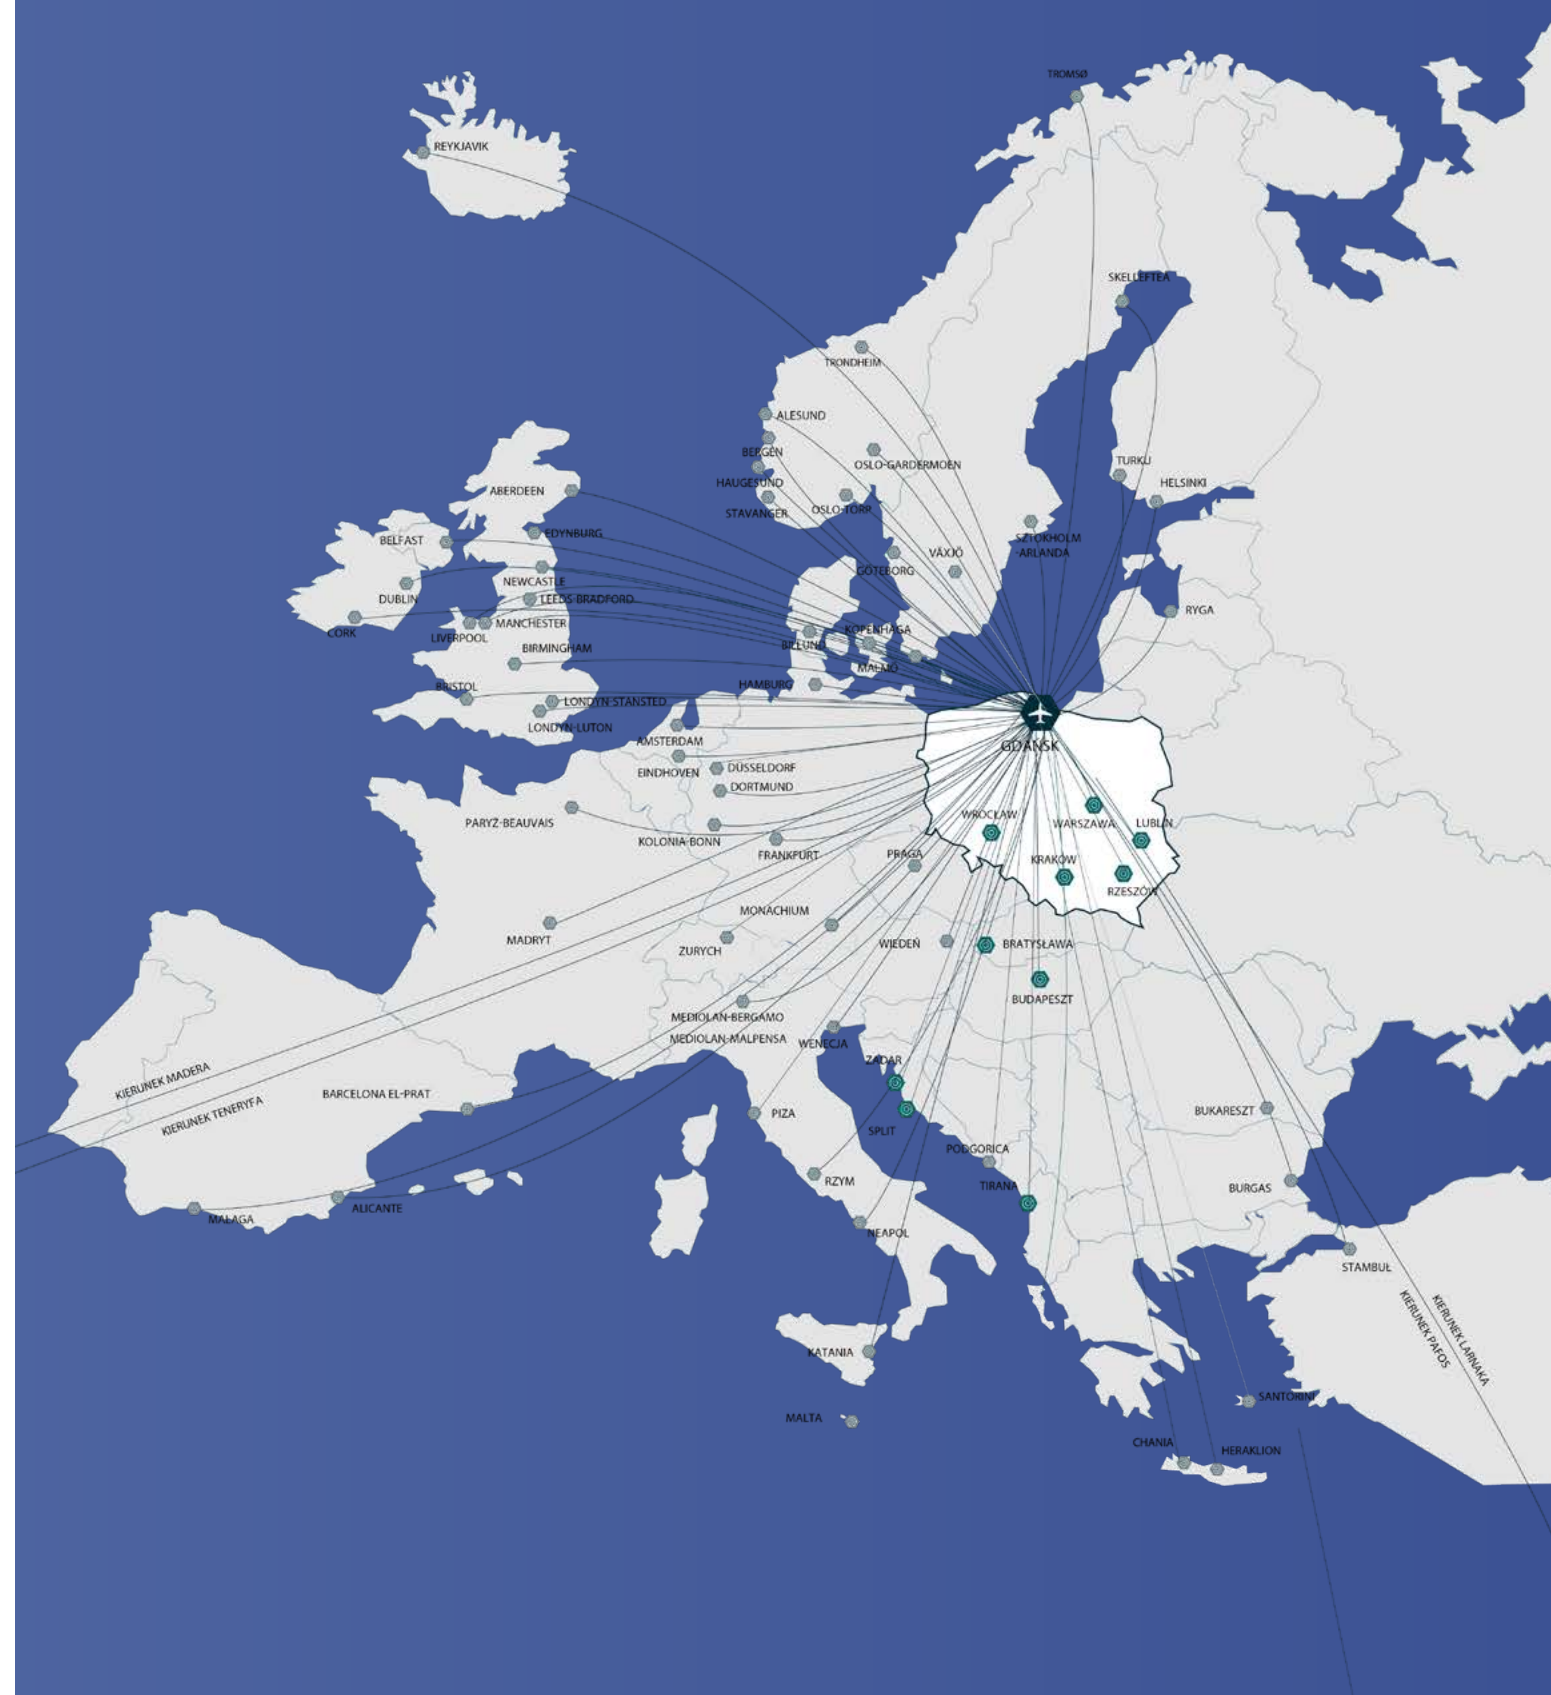 TROMSØ
REYKJAVIK
SKELLEFTEA
TRONDHEIM
ALESUND
BERGEN
OSLO-GARDERMOEN
TURKU
HAUGESUND
HELSINKI
ABERDEEN
STAVANGER
OSLO-TORP
EDYNBURG
SZTOKHOLM
-ARLANDA
BELFAST
VÄXJÖ
GÖTEBORG
NEWCASTLE
DUBLIN
LEEDS-BRADFORD
RYGA
MANCHESTER
CORK
LIVERPOOL
KOPENHAGA
BILLUND
BIRMINGHAM
MALMÖ
BRISTOL
HAMBURG
LONDYN-STANSTED
LONDYN-LUTON
AMSTERDAM
GDAŃSK
EINDHOVEN
DÜSSELDORF
DORTMUND
WROCŁAW
PARYŻ-BEAUVAIS
WARSZAWA
LUBLIN
KOLONIA-BONN
FRANKFURT
PRAGA
KRAKÓW
RZESZÓW
MONACHIUM
MADRYT
ZURYCH
WIEDEŃ
BRATYSŁAWA
BUDAPESZT
MEDIOLAN-BERGAMO
MEDIOLAN-MALPENSA
WENECJA
ZADAR
KIERUNEK MADERA
KIERUNEK TENERYFA
BARCELONA EL-PRAT
PIZA
BUKARESZT
SPLIT
PODGORICA
RZYM
TIRANA
BURGAS
MALAGA
ALICANTE
NEAPOL
STAMBUŁ
KIERUNEK LARNAKA
KIERUNEK PAFOS
KATANIA
SANTORINI
MALTA
CHANIA
HERAKLION